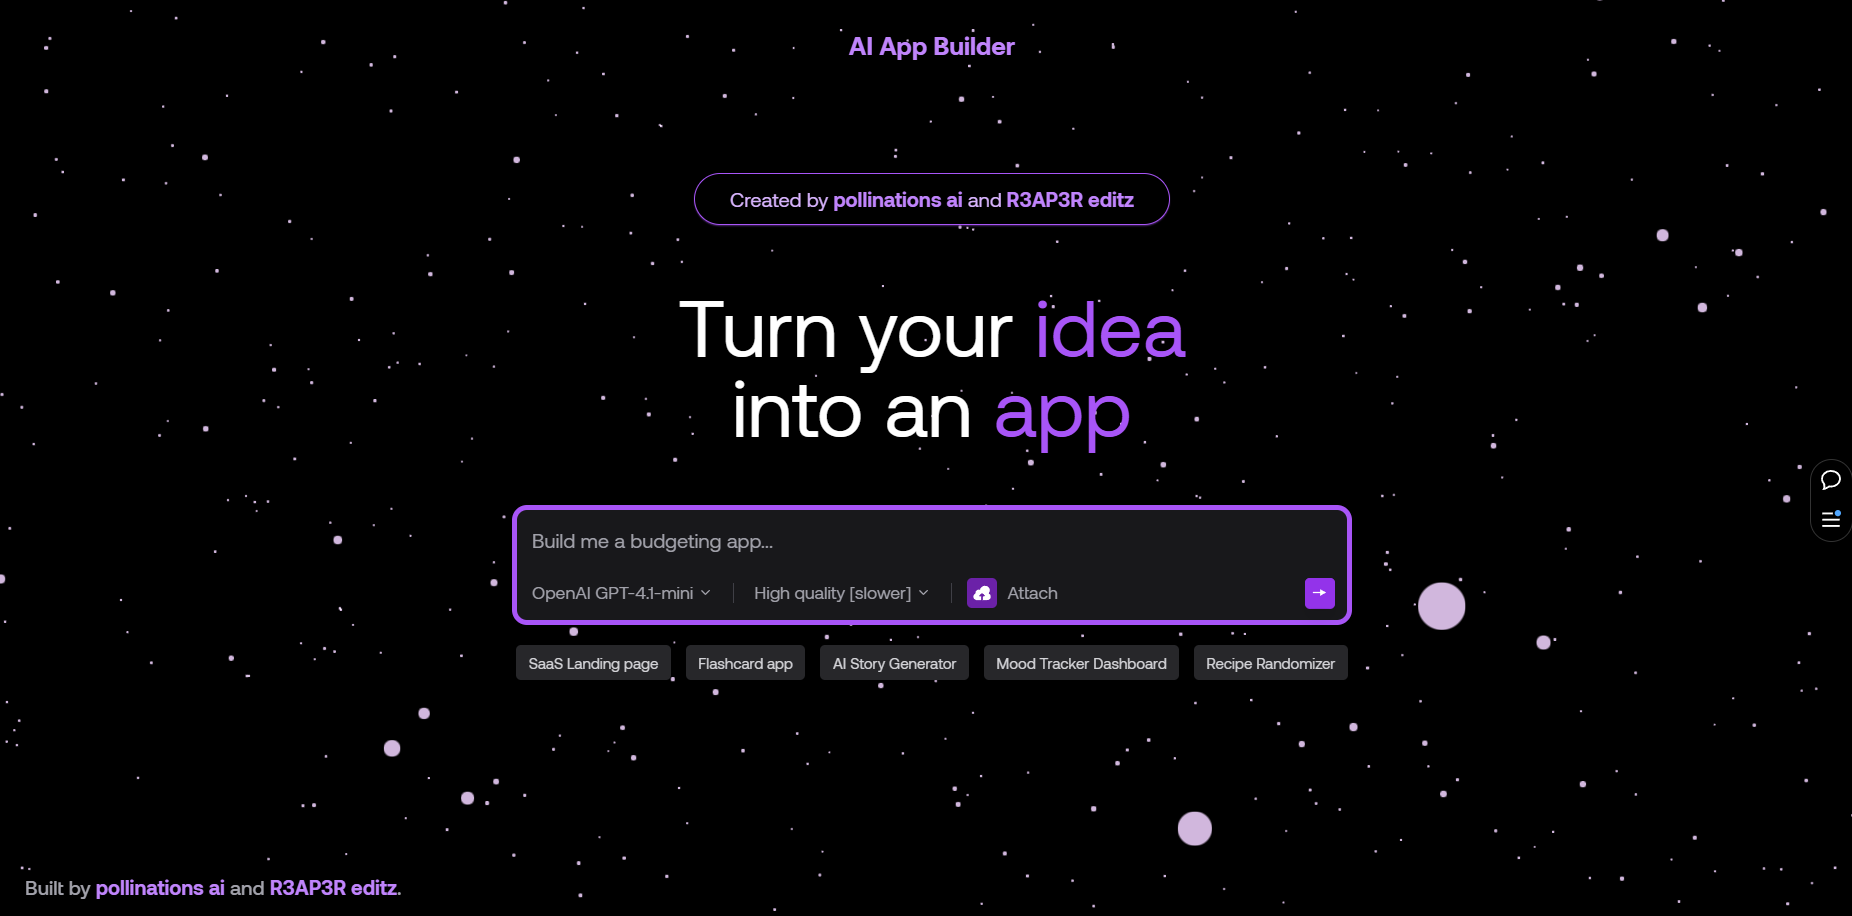 AI App Builder
Created by pollinations ai and R3AP3R editz
Turn your idea
into an app
Build me a budgeting app...
OpenAI GPT-4.1-mini
High quality [slower]
Attach
SaaS Landing page
Flashcard app
AI Story Generator
Mood Tracker Dashboard
Recipe Randomizer
Built by pollinations ai and R3AP3R editz.